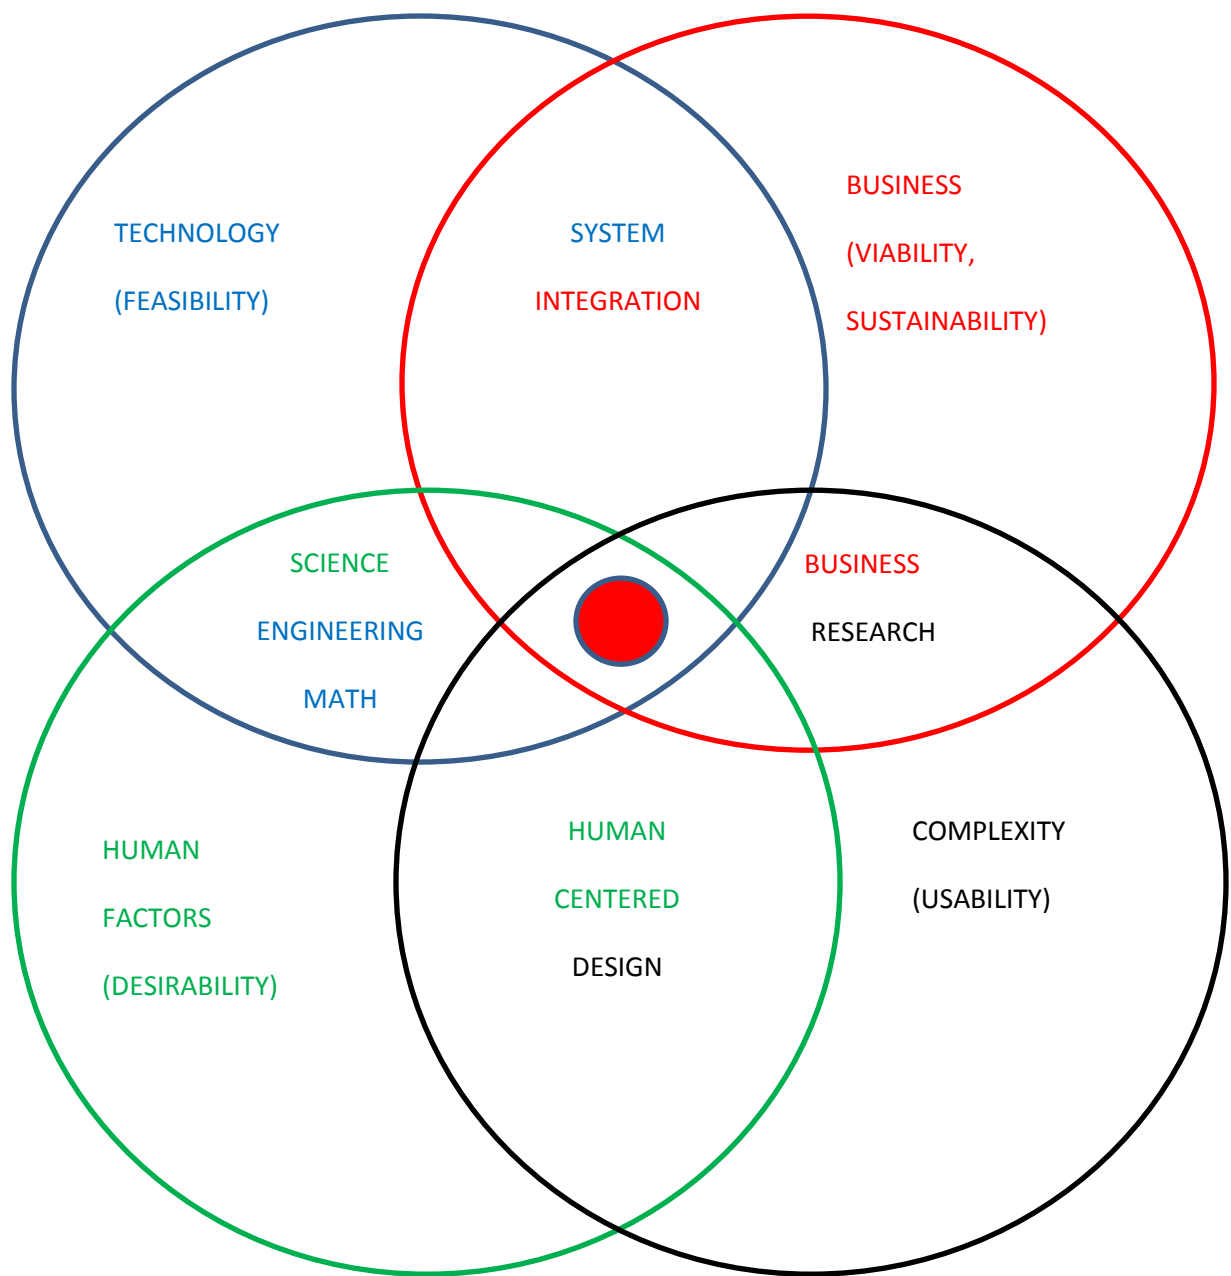 TECHNOLOGY
(FEASIBILITY)
SYSTEM
INTEGRATION
BUSINESS
(VIABILITY,
SUSTAINABILITY)
SCIENCE
ENGINEERING
MATH
BUSINESS
RESEARCH
HUMAN
FACTORS
(DESIRABILITY)
HUMAN
CENTERED
DESIGN
COMPLEXITY
(USABILITY)